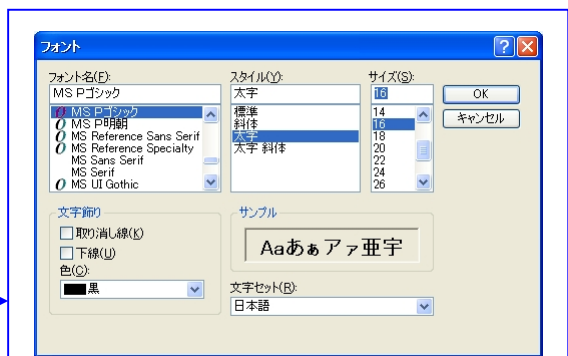 フォント
フォント名(F):
MS Pゴシック
MS Pゴシック
MS P明朝
MS Reference Sans Serif
MS Reference Specialty
MS Sans Serif
MS Serif
MS UI Gothic
スタイル(Y):
太字
標準
斜体
太字
太字 斜体
サイズ(S):
16
14
16
18
20
22
24
26
OK
キャンセル
文字飾り
取り消し線(K)
下線(U)
色(C):
黒
サンプル
Aaあぁアァ亜宇
文字セット(R):
日本語